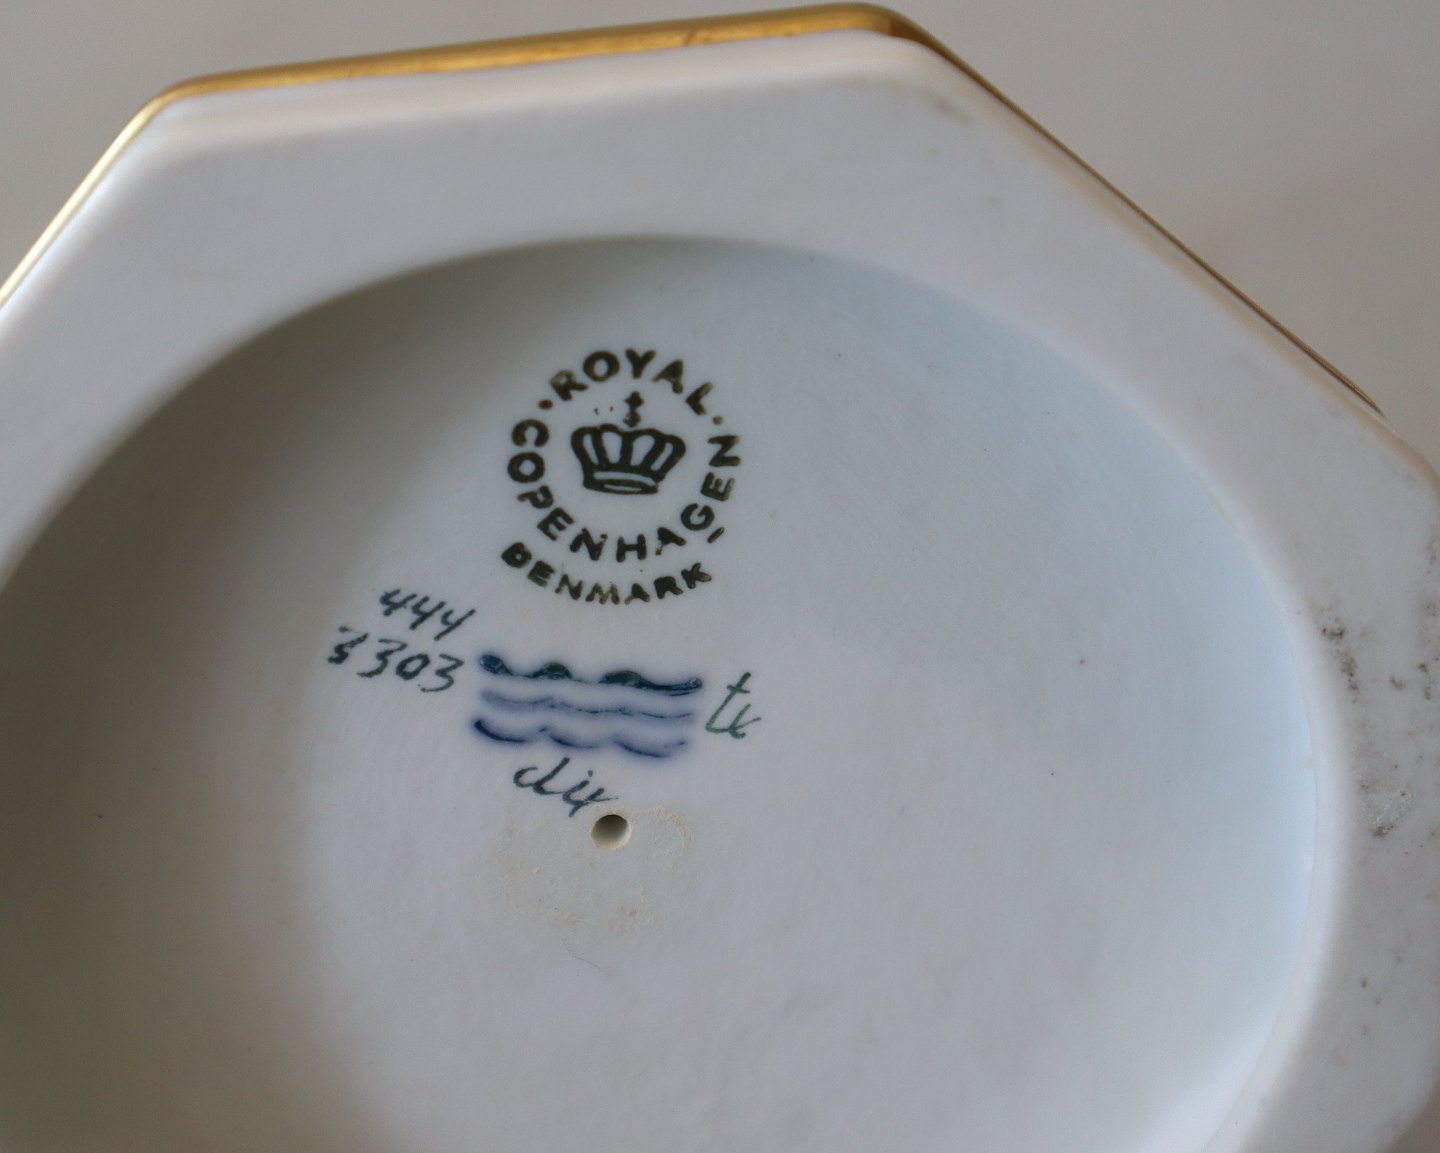 ROYAL
COPENHAGEN
DENMARK
444
3303